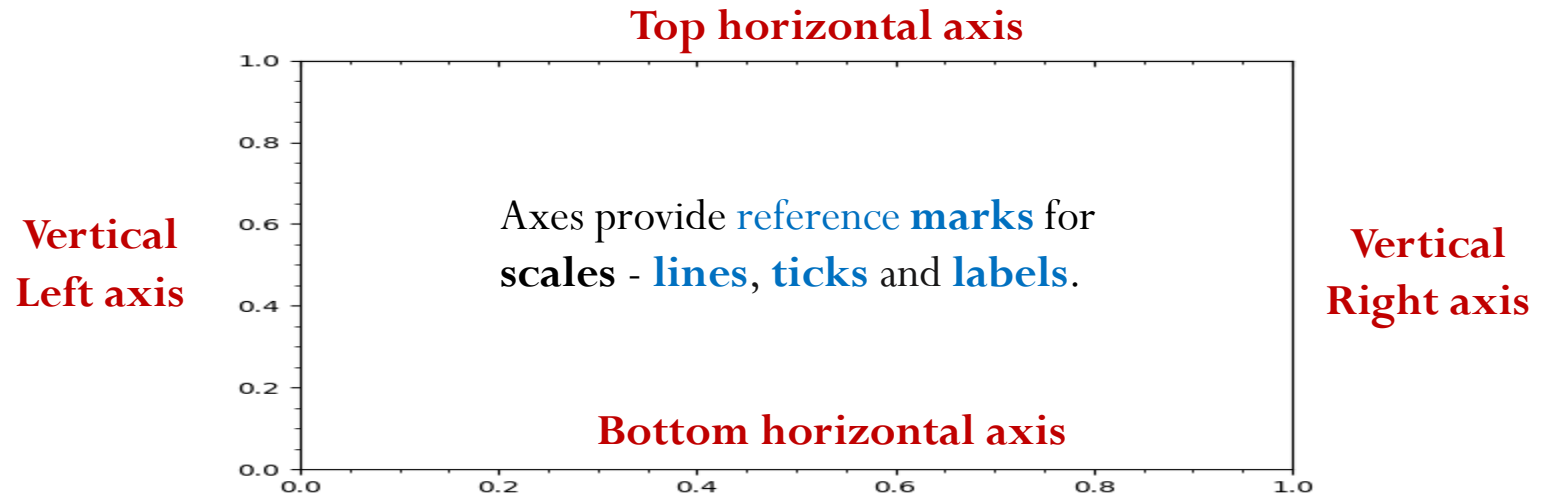 Top horizontal axis
1.0
0.8
0.6
0.4
0.2
0.0
Vertical
Left axis
Axes provide reference marks for
scales - lines, ticks and labels.
Vertical
Right axis
Bottom horizontal axis
0.0 0.2 0.4 0.6 0.8 1.0